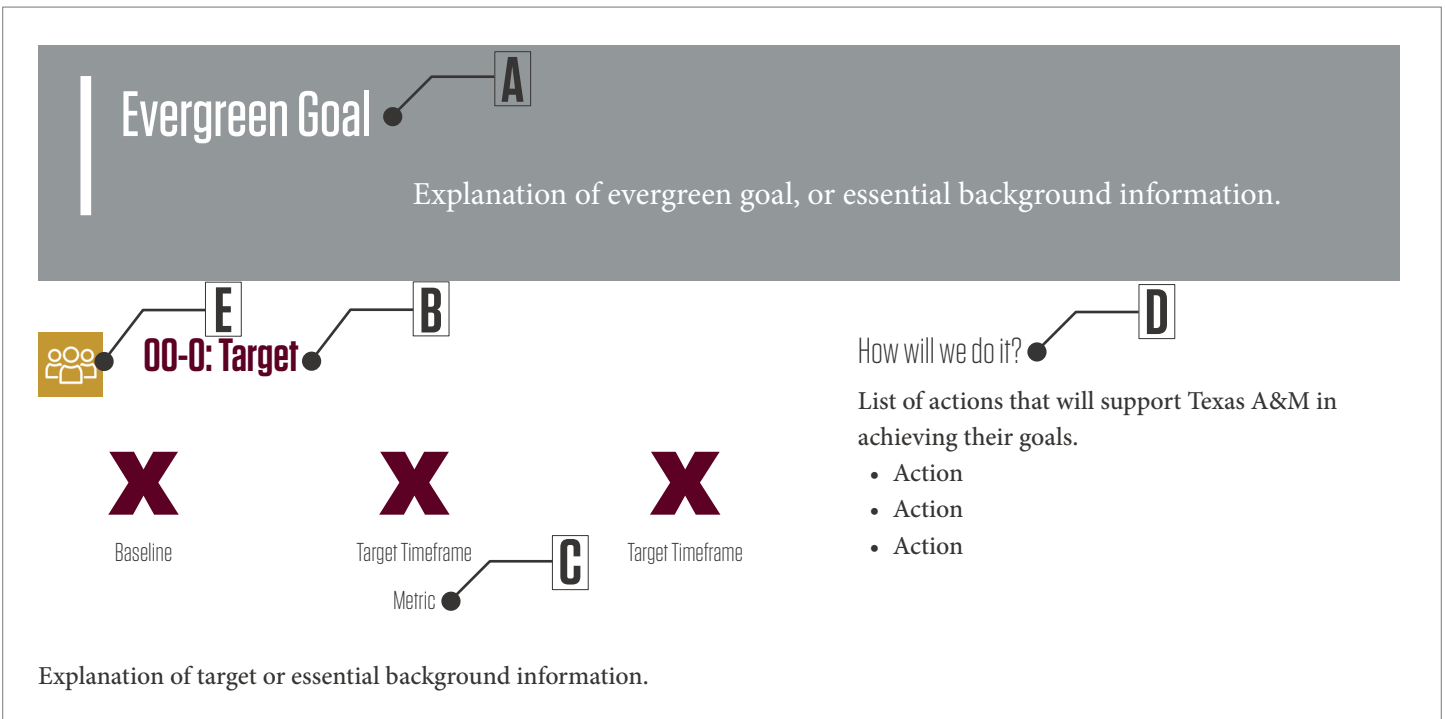 A
Evergreen Goal
Explanation of evergreen goal, or essential background information.
E
B
00-0: Target
X
X
X
Baseline
Target Timeframe
Target Timeframe
C
Metric
Explanation of target or essential background information.
D
How will we do it?
List of actions that will support Texas A&M in
achieving their goals.
• Action
• Action
• Action